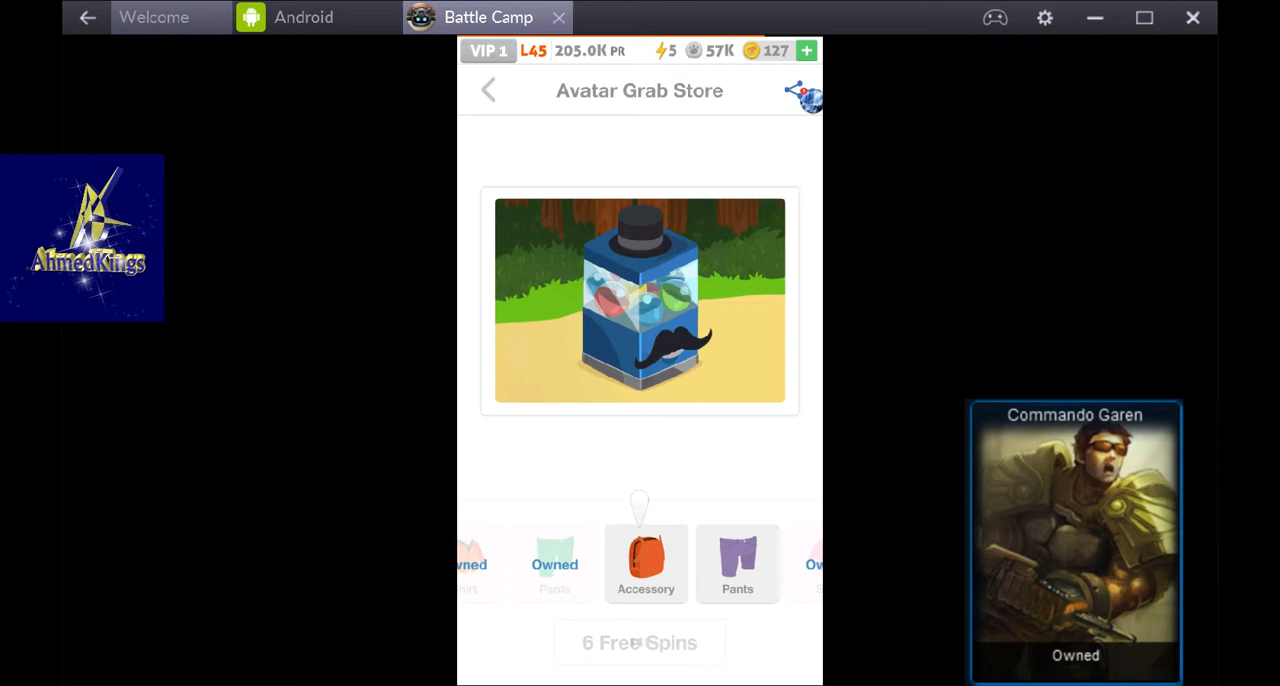 Welcome
Android
Battle Camp
VIP 1 L45 205.0K PR 5 57K 127 +
Avatar Grab Store
AhmedKings
Commando Garen
Owned
Owned
Pants
Accessory
Pants
6 Free Spins